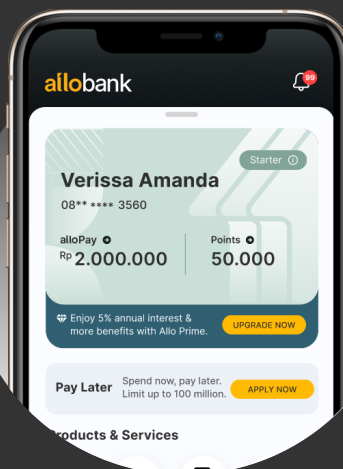 allobank
99
Starter
Verissa Amanda
08** **** 3560
alloPay
Points
Rp 2.000.000
50.000
Enjoy 5% annual interest &
more benefits with Allo Prime.
UPGRADE NOW
Pay Later
Spend now, pay later.
Limit up to 100 million.
APPLY NOW
Products & Services